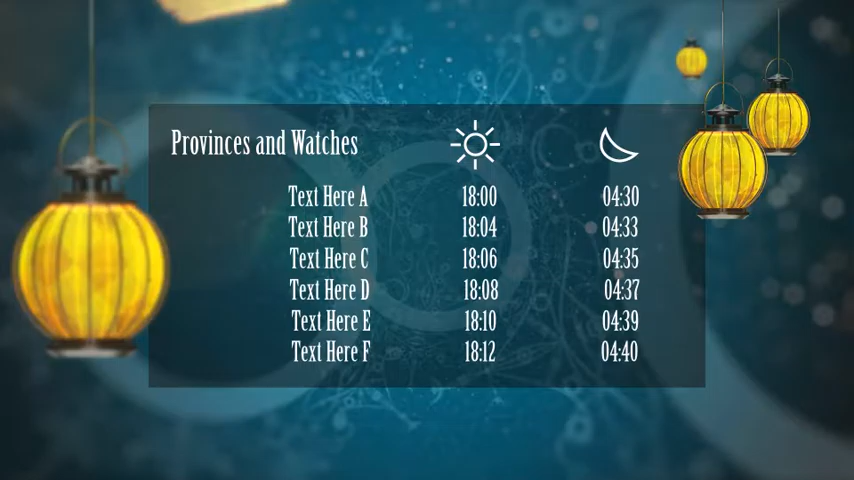 Provinces and Watches
Text Here A 18:00 04:30
Text Here B 18:04 04:33
Text Here C 18:06 04:35
Text Here D 18:08 04:37
Text Here E 18:10 04:39
Text Here F 18:12 04:40